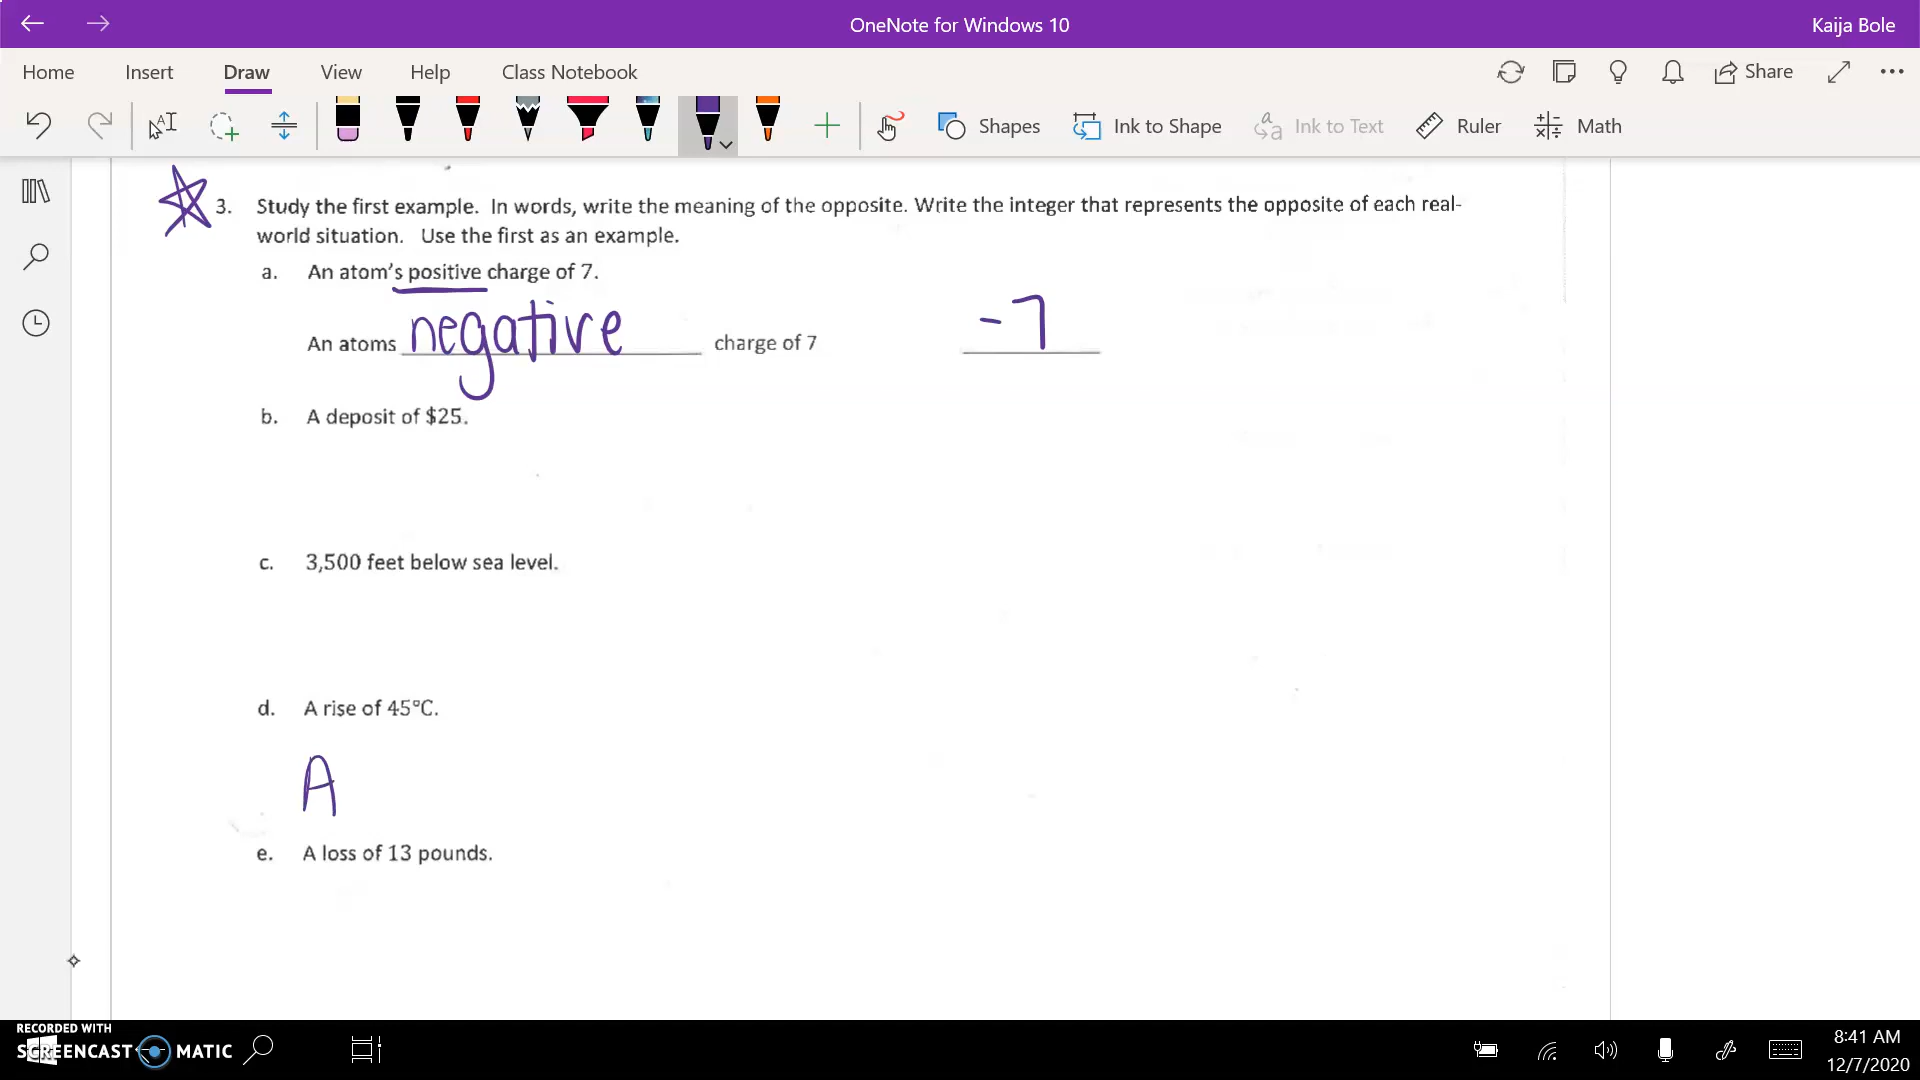 OneNote for Windows 10
Kaija Bole
Home Insert Draw View Help Class Notebook
Share
Shapes Ink to Shape Ink to Text Ruler Math
3. Study the first example. In words, write the meaning of the opposite. Write the integer that represents the opposite of each real-
world situation. Use the first as an example.
a. An atom's positive charge of 7.
An atoms negative charge of 7 -7
b. A deposit of $25.
c. 3,500 feet below sea level.
d. A rise of 45°C.
A
e. A loss of 13 pounds.
RECORDED WITH
SCREENCAST MATIC
8:41 AM
12/7/2020